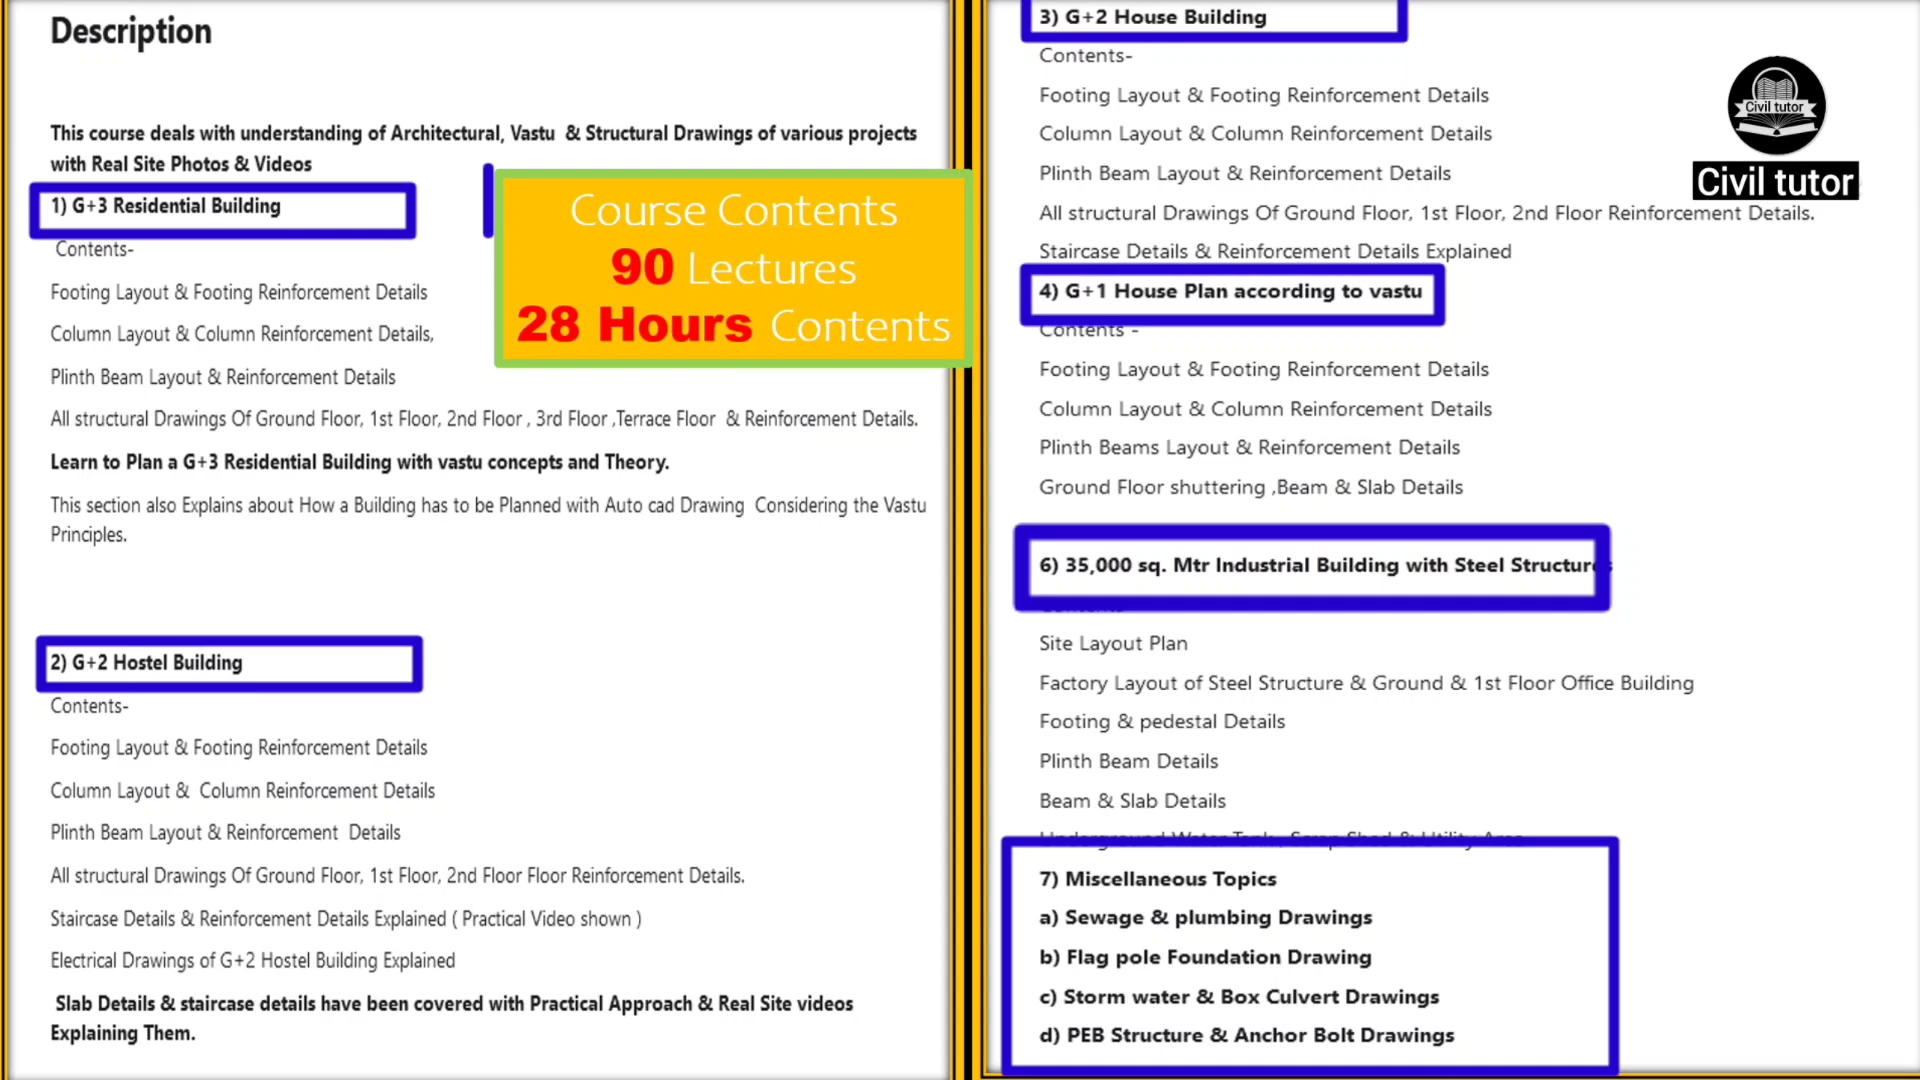 Description
This course deals with understanding of Architectural, Vastu & Structural Drawings of various projects
with Real Site Photos & Videos
1) G+3 Residential Building
Contents-
Footing Layout & Footing Reinforcement Details
Column Layout & Column Reinforcement Details,
Plinth Beam Layout & Reinforcement Details
All structural Drawings Of Ground Floor, 1st Floor, 2nd Floor , 3rd Floor ,Terrace Floor & Reinforcement Details.
Learn to Plan a G+3 Residential Building with vastu concepts and Theory.
This section also Explains about How a Building has to be Planned with Auto cad Drawing Considering the Vastu
Principles.
2) G+2 Hostel Building
Contents-
Footing Layout & Footing Reinforcement Details
Column Layout & Column Reinforcement Details
Plinth Beam Layout & Reinforcement Details
All structural Drawings Of Ground Floor, 1st Floor, 2nd Floor Floor Reinforcement Details.
Staircase Details & Reinforcement Details Explained ( Practical Video shown )
Electrical Drawings of G+2 Hostel Building Explained
Slab Details & staircase details have been covered with Practical Approach & Real Site videos
Explaining Them.
Course Contents
90 Lectures
28 Hours Contents
3) G+2 House Building
Contents-
Footing Layout & Footing Reinforcement Details
Column Layout & Column Reinforcement Details
Plinth Beam Layout & Reinforcement Details
All structural Drawings Of Ground Floor, 1st Floor, 2nd Floor Reinforcement Details.
Staircase Details & Reinforcement Details Explained
4) G+1 House Plan according to vastu
Contents -
Footing Layout & Footing Reinforcement Details
Column Layout & Column Reinforcement Details
Plinth Beams Layout & Reinforcement Details
Ground Floor shuttering ,Beam & Slab Details
6) 35,000 sq. Mtr Industrial Building with Steel Structures
Site Layout Plan
Factory Layout of Steel Structure & Ground & 1st Floor Office Building
Footing & pedestal Details
Plinth Beam Details
Beam & Slab Details
Underground Water Tank , Scrap Shed & Utility Area
7) Miscellaneous Topics
a) Sewage & plumbing Drawings
b) Flag pole Foundation Drawing
c) Storm water & Box Culvert Drawings
d) PEB Structure & Anchor Bolt Drawings
Civil tutor
Civil tutor